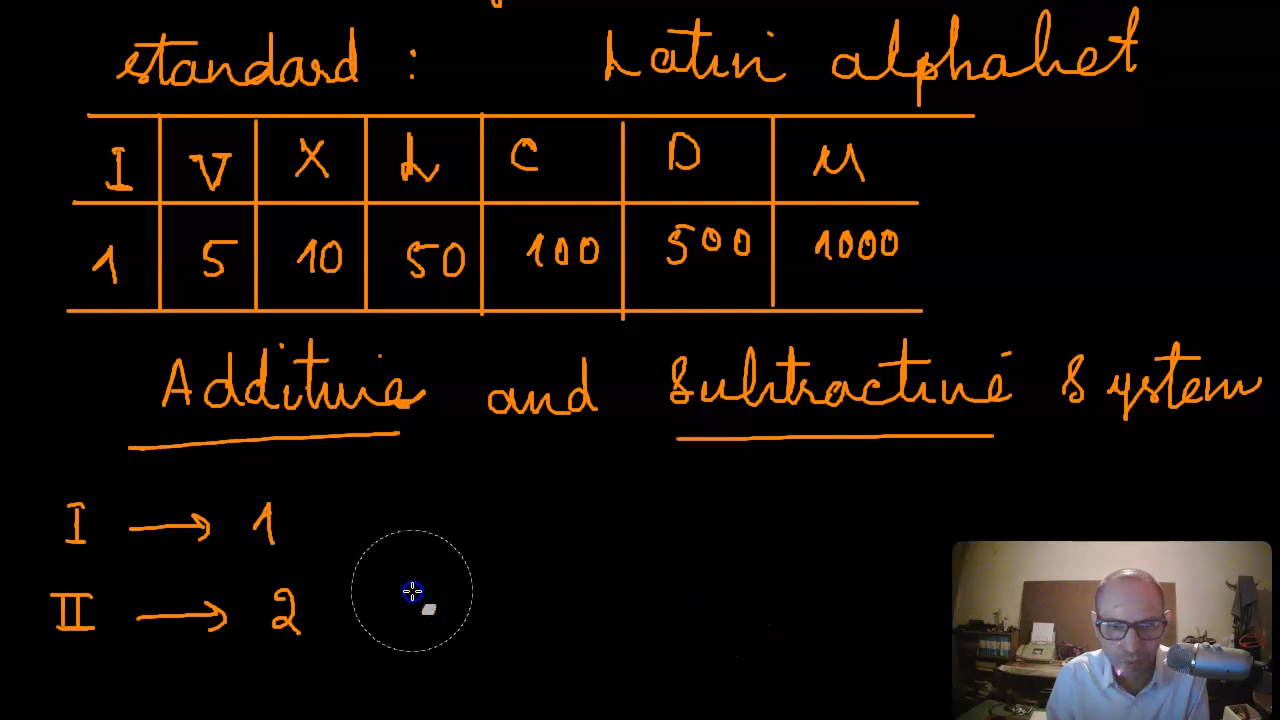 standard : Latin alphabet
I V X L C D M
1 5 10 50 100 500 1000
Additive and Subtractive System
I → 1
II → 2